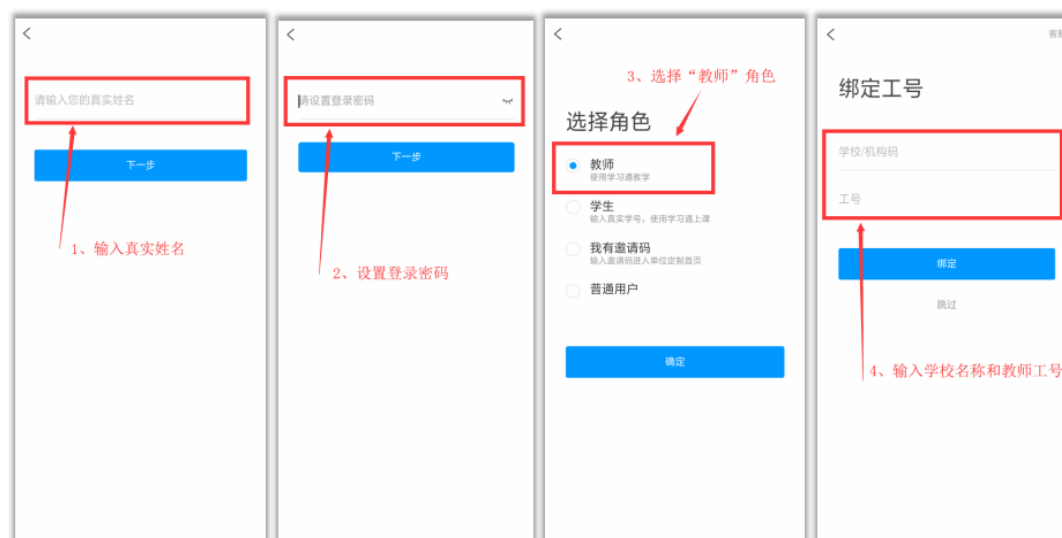 请输入您的真实姓名
下一步
1、输入真实姓名
请设置登录密码
下一步
2、设置登录密码
3、选择“教师”角色
选择角色
教师
使用学习通教学
学生
输入真实学号，使用学习通上课
我有邀请码
输入邀请码进入单位定制首页
普通用户
确定
绑定工号
学校/机构码
工号
绑定
跳过
4、输入学校名称和教师工号